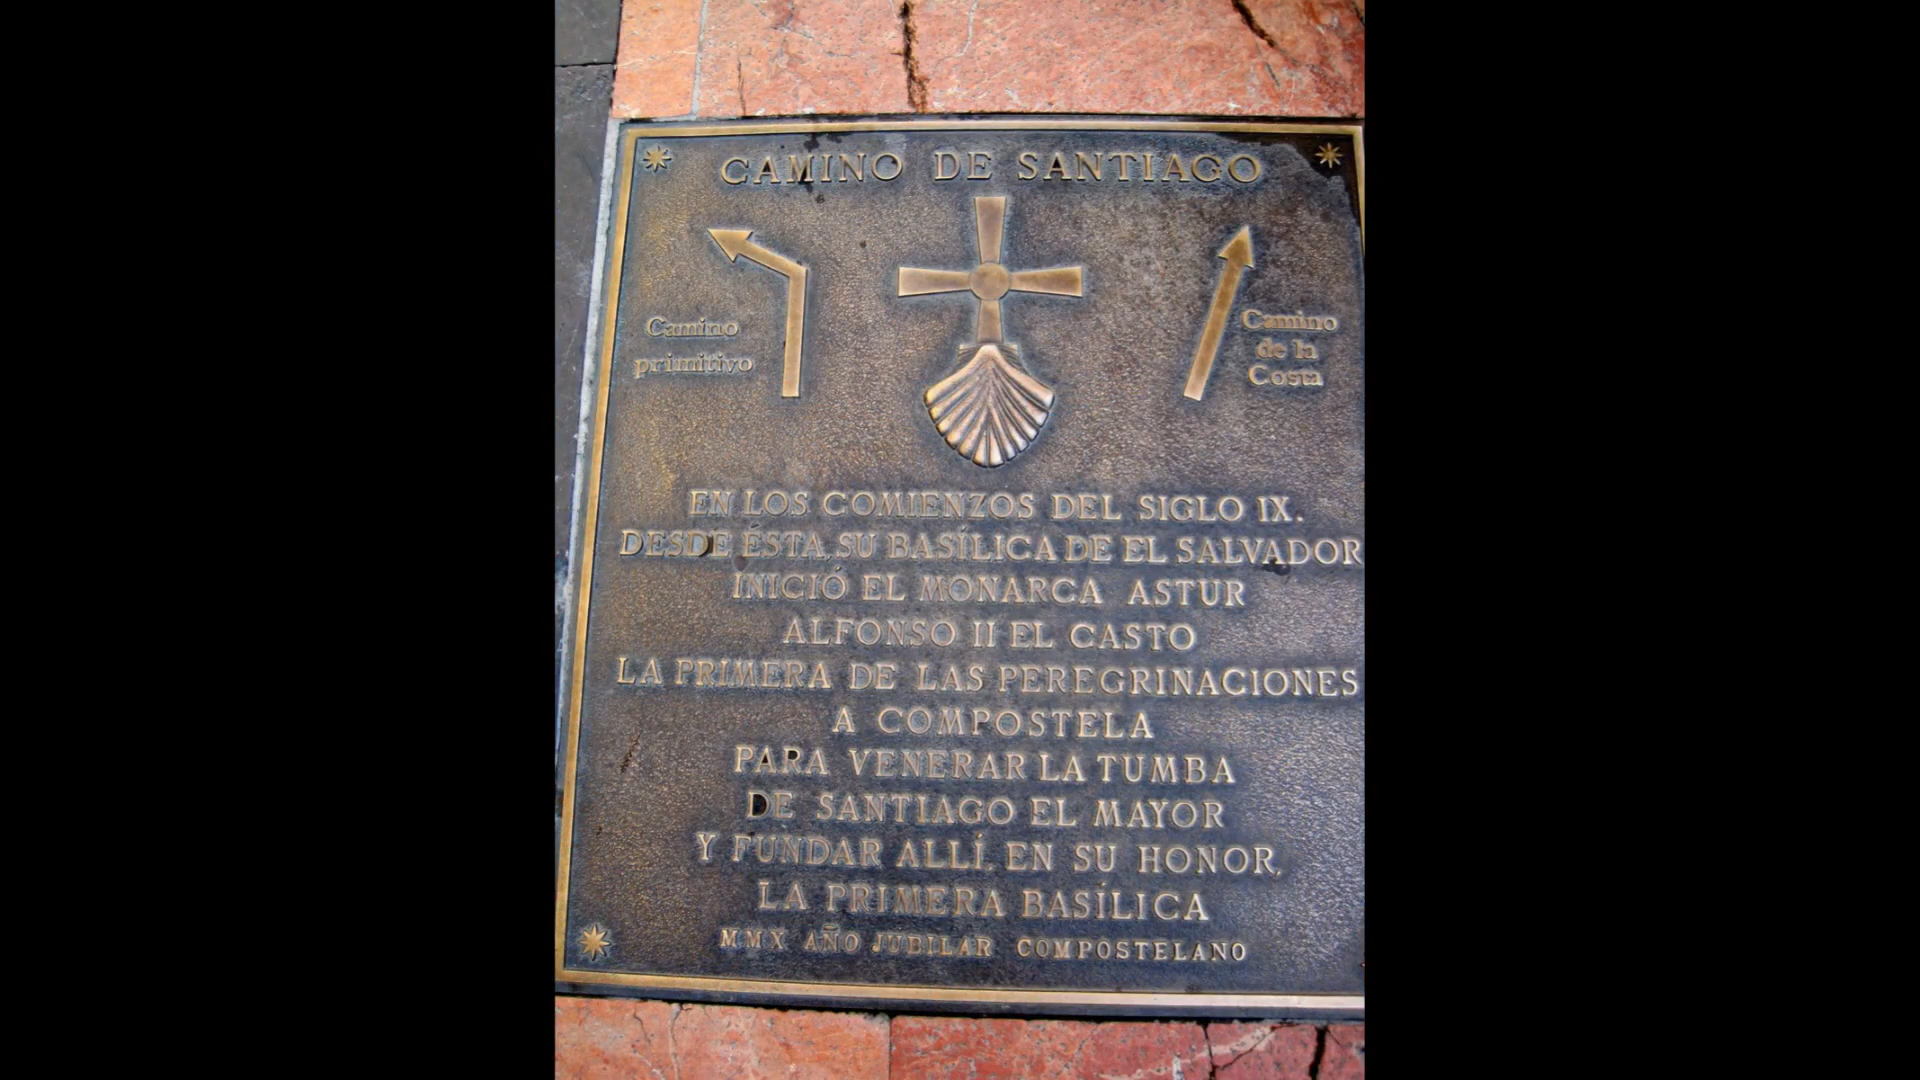 CAMINO DE SANTIAGO
Camino
primitivo
Camino
de la
Costa
EN LOS COMIENZOS DEL SIGLO IX.
DESDE ÉSTA, SU BASÍLICA DE EL SALVADOR
INICIÓ EL MONARCA ASTUR
ALFONSO II EL CASTO
LA PRIMERA DE LAS PEREGRINACIONES
A COMPOSTELA
PARA VENERAR LA TUMBA
DE SANTIAGO EL MAYOR
Y FUNDAR ALLÍ, EN SU HONOR,
LA PRIMERA BASÍLICA
MMX AÑO JUBILAR COMPOSTELANO